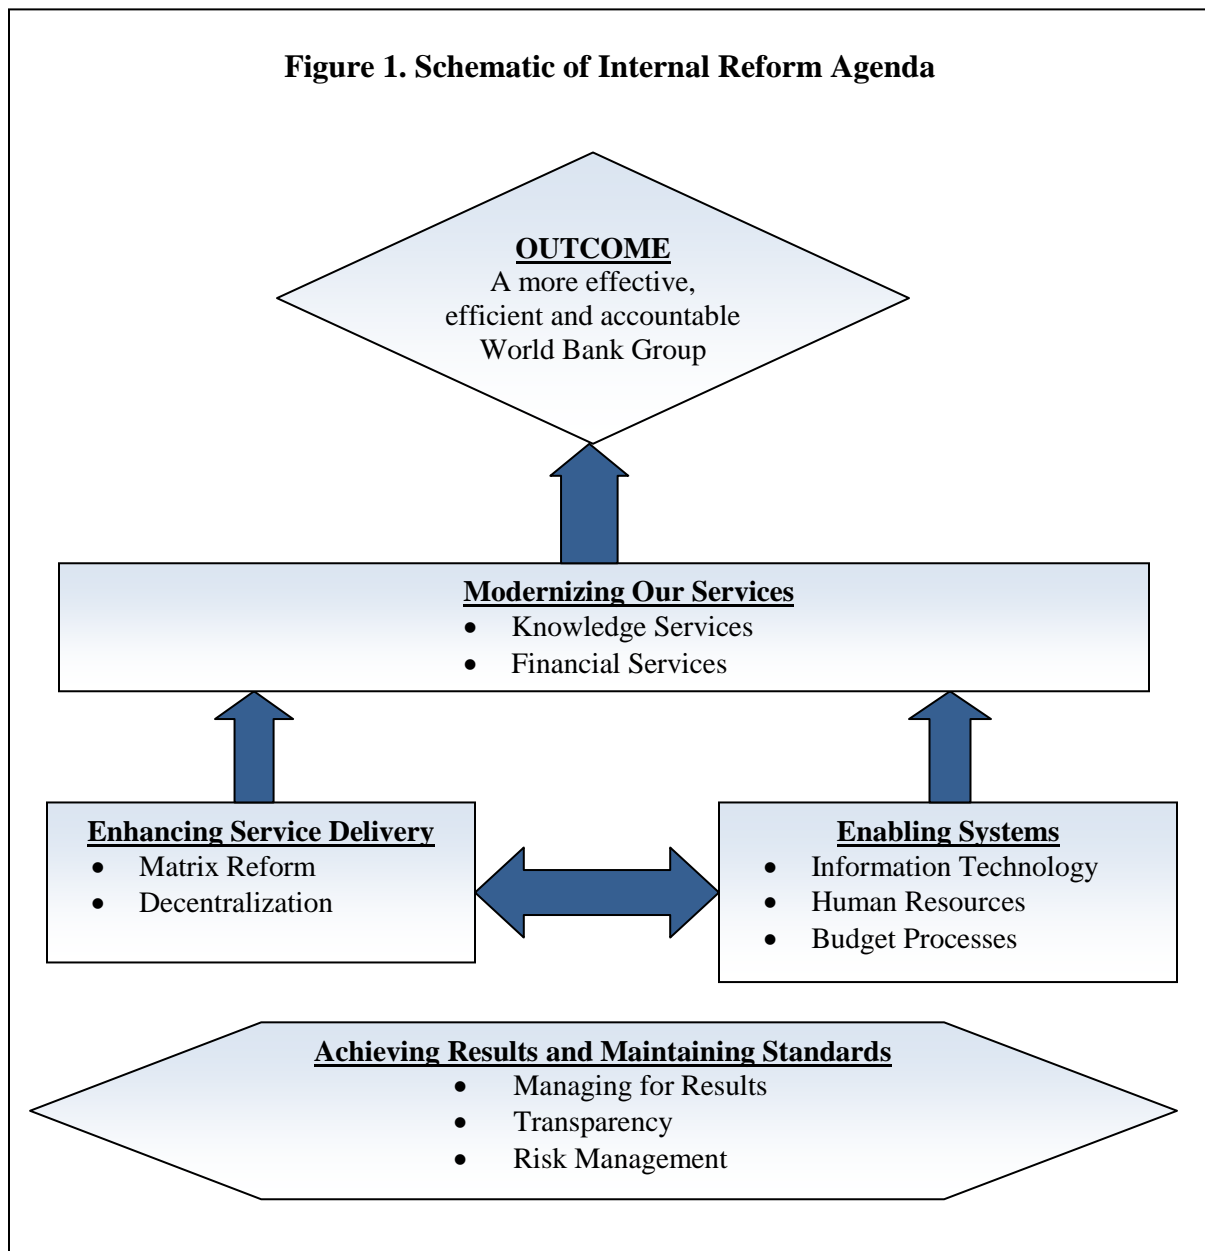 Figure 1. Schematic of Internal Reform Agenda
OUTCOME
A more effective,
efficient and accountable
World Bank Group
Modernizing Our Services
• Knowledge Services
• Financial Services
Enhancing Service Delivery
• Matrix Reform
• Decentralization
Enabling Systems
• Information Technology
• Human Resources
• Budget Processes
Achieving Results and Maintaining Standards
• Managing for Results
• Transparency
• Risk Management